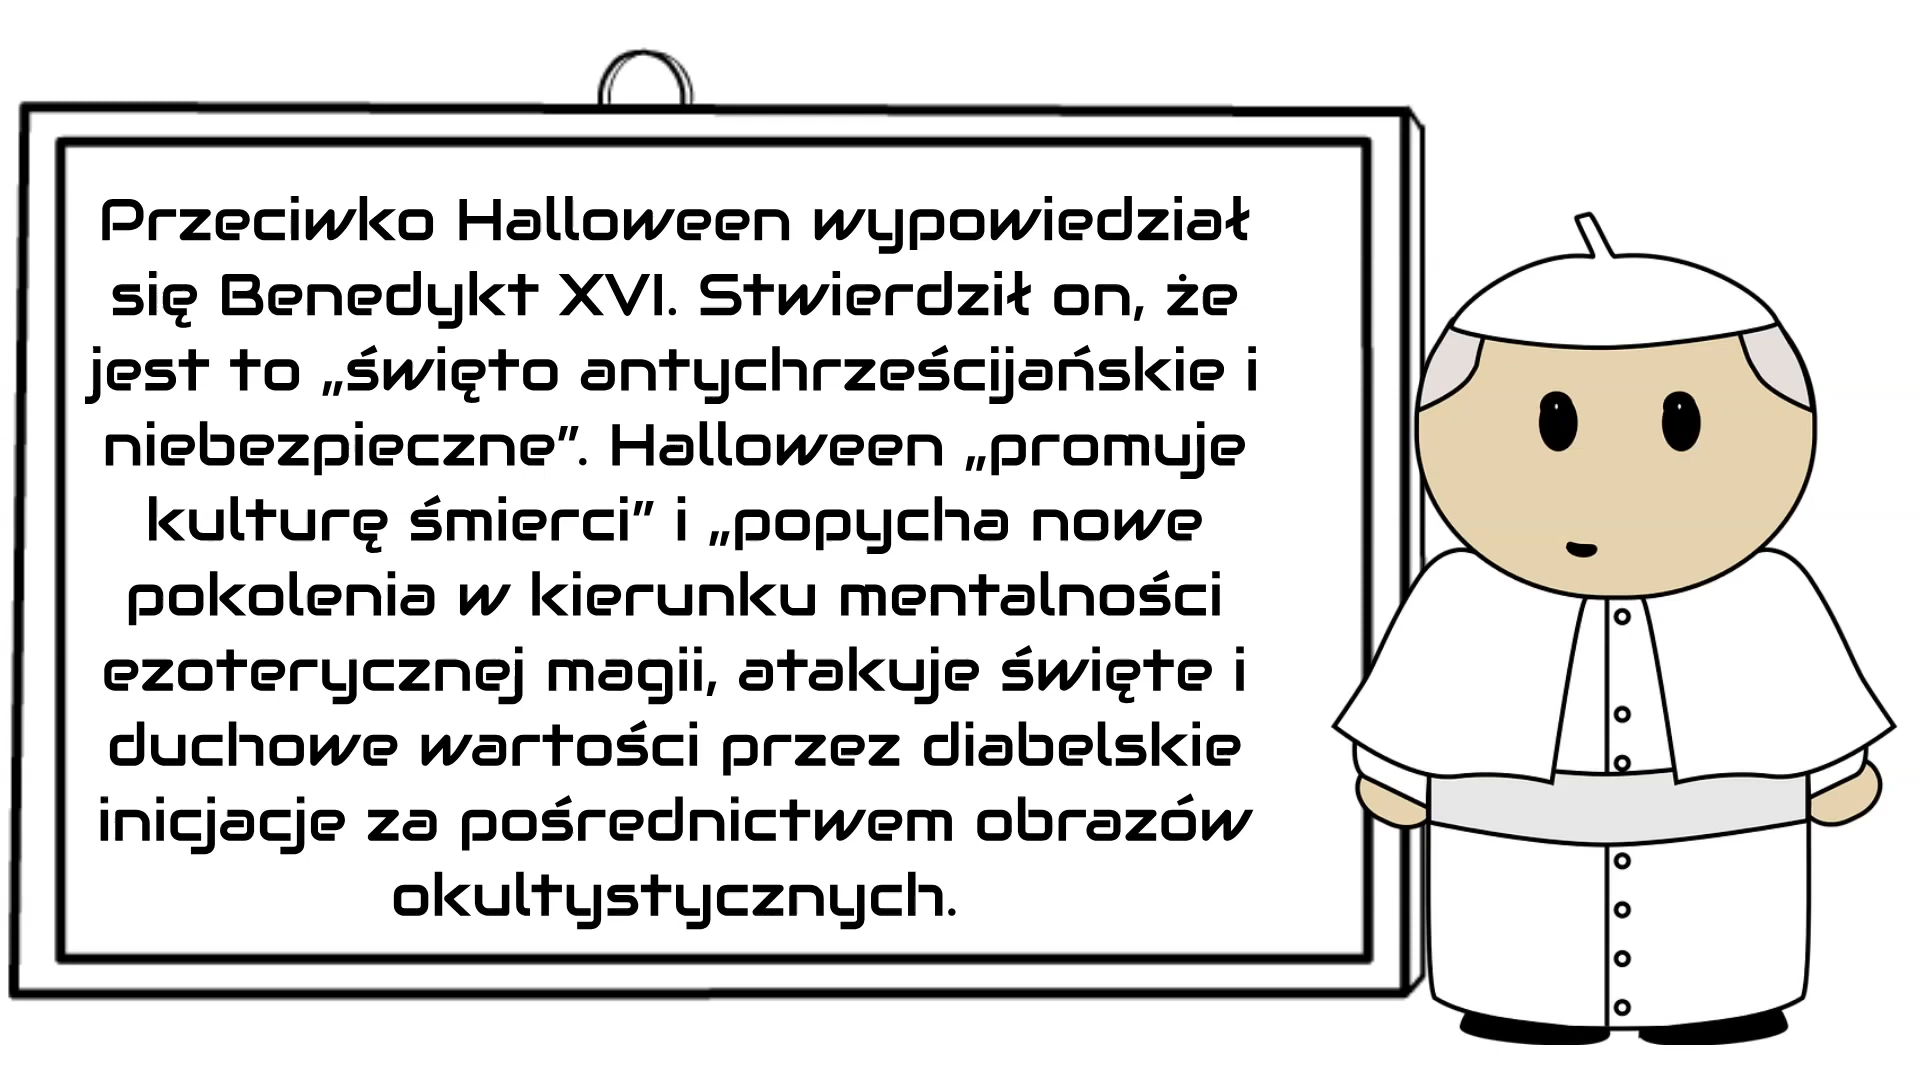 Przeciwko Halloween wypowiedział
się Benedykt XVI. Stwierdził on, że
jest to „święto antychrześcijańskie i
niebezpieczne”. Halloween „promuje
kulturę śmierci” i „popycha nowe
pokolenia w kierunku mentalności
ezoterycznej magii, atakuje święte i
duchowe wartości przez diabelskie
inicjacje za pośrednictwem obrazów
okultystycznych.